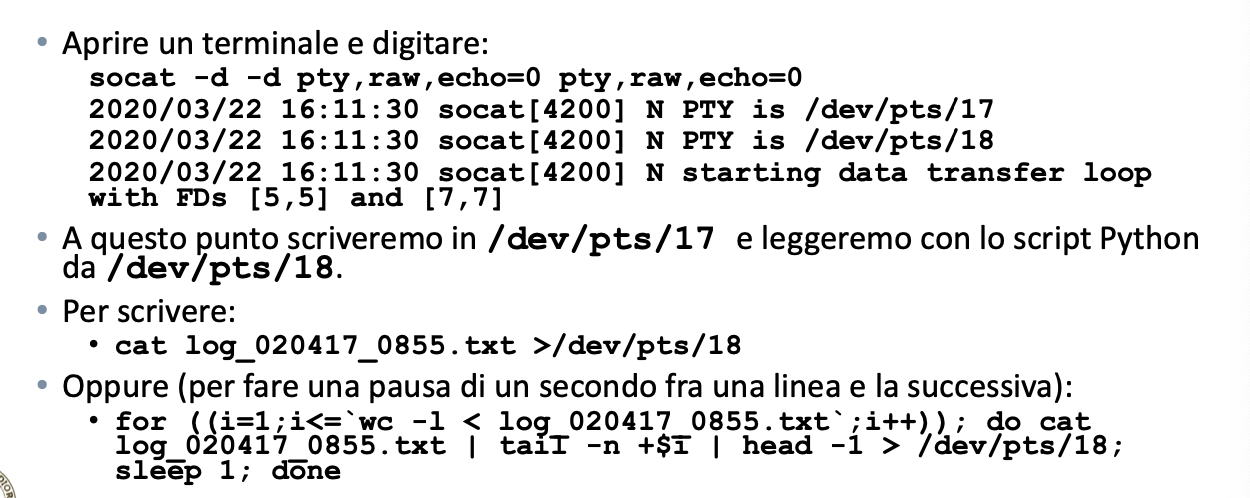 • Aprire un terminale e digitare:
socat -d -d pty,raw,echo=0 pty,raw,echo=0
2020/03/22 16:11:30 socat[4200] N PTY is /dev/pts/17
2020/03/22 16:11:30 socat[4200] N PTY is /dev/pts/18
2020/03/22 16:11:30 socat[4200] N starting data transfer loop
with FDs [5,5] and [7,7]
• A questo punto scriveremo in /dev/pts/17 e leggeremo con lo script Python
da /dev/pts/18.
• Per scrivere:
• cat log_020417_0855.txt >/dev/pts/18
• Oppure (per fare una pausa di un secondo fra una linea e la successiva):
• for ((i=1;i<=`wc -l < log_020417_0855.txt`;i++)); do cat
log_020417_0855.txt | tail -n +$i | head -1 > /dev/pts/18;
sleep 1; done